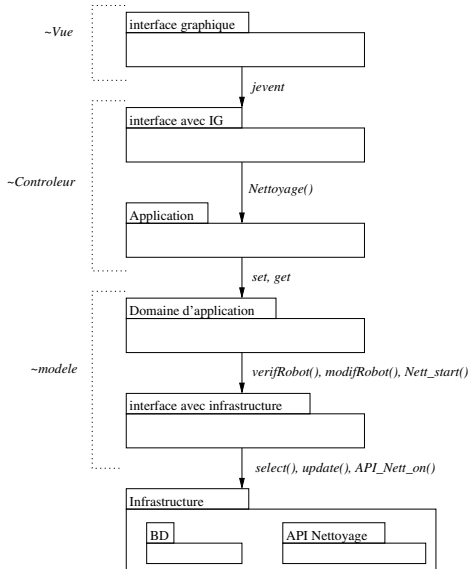 interface graphique
~Vue
jevent
interface avec IG
~Controleur
Nettoyage()
Application
set, get
Domaine d'application
~modele
verifRobot(), modifRobot(), Nett_start()
interface avec infrastructure
select(), update(), API_Nett_on()
Infrastructure
BD
API Nettoyage